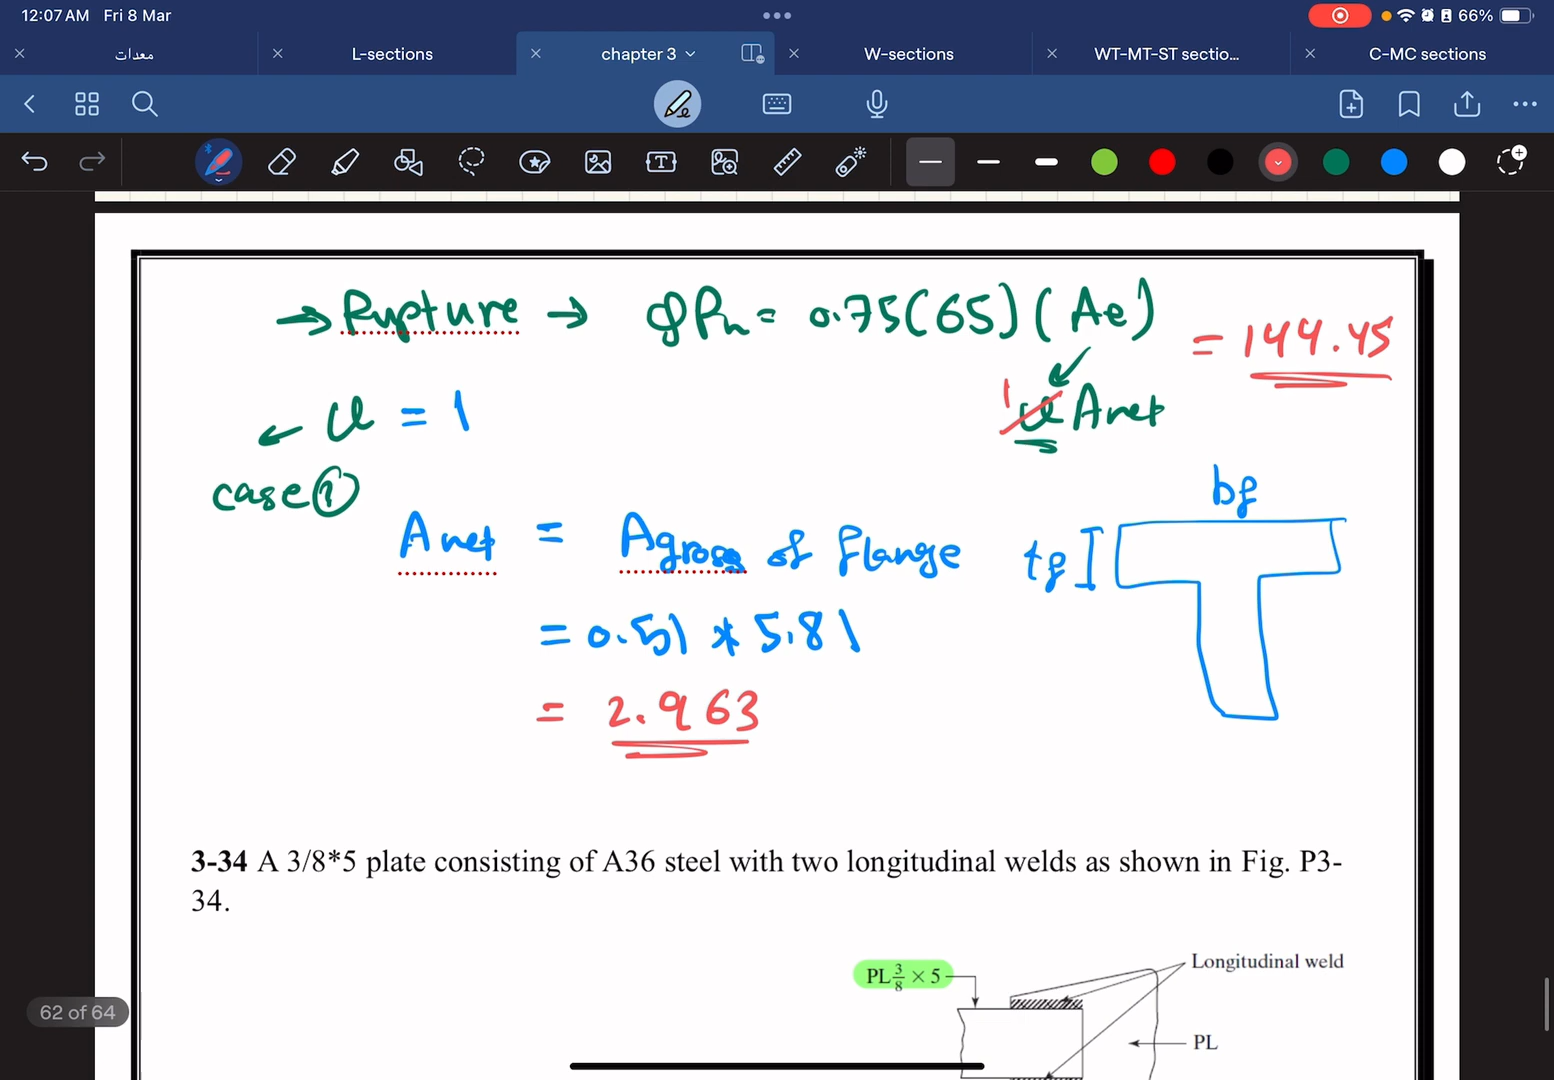 12:07 AM Fri 8 Mar
66%
معدات
L-sections
chapter 3
W-sections
WT-MT-ST sectio...
C-MC sections
→ Rupture → φPn = 0.75(65)(Ae) = 144.45
U = 1
1 U Anet
case ①
bf
Anet = Agross of flange
tf
= 0.51 * 5.81
= 2.963
3-34 A 3/8*5 plate consisting of A36 steel with two longitudinal welds as shown in Fig. P3-
34.
Longitudinal weld
PL 3/8 × 5
62 of 64
PL